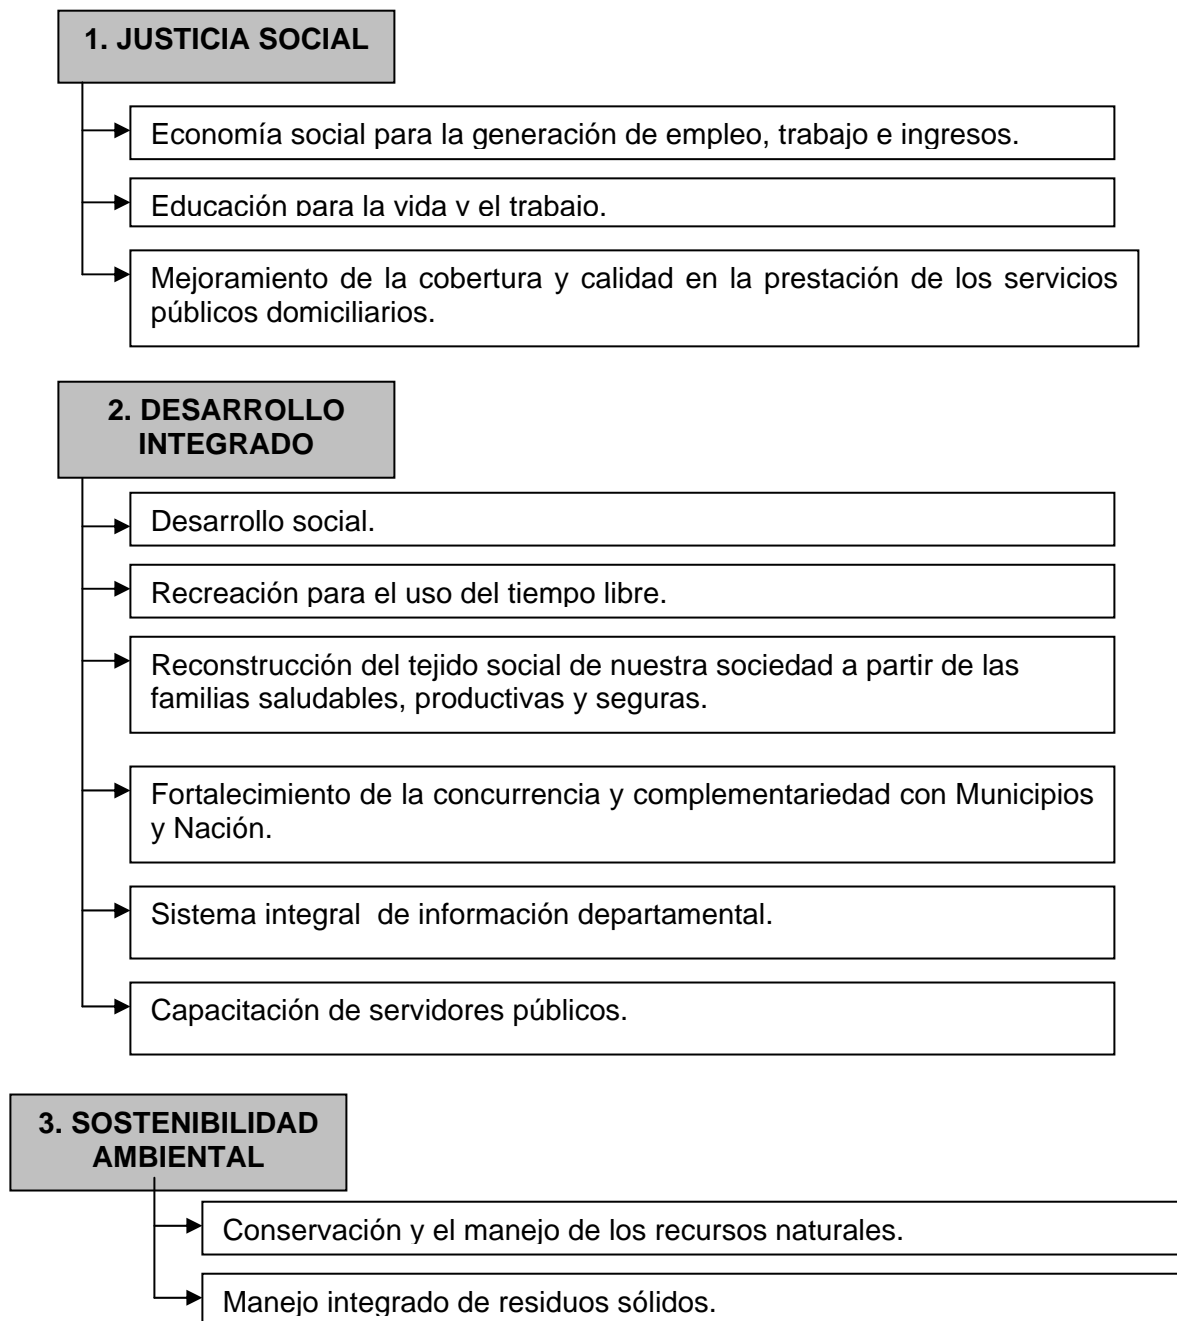 1. JUSTICIA SOCIAL
Economía social para la generación de empleo, trabajo e ingresos.
Educación para la vida y el trabajo.
Mejoramiento de la cobertura y calidad en la prestación de los servicios
públicos domiciliarios.
2. DESARROLLO
INTEGRADO
Desarrollo social.
Recreación para el uso del tiempo libre.
Reconstrucción del tejido social de nuestra sociedad a partir de las
familias saludables, productivas y seguras.
Fortalecimiento de la concurrencia y complementariedad con Municipios
y Nación.
Sistema integral de información departamental.
Capacitación de servidores públicos.
3. SOSTENIBILIDAD
AMBIENTAL
Conservación y el manejo de los recursos naturales.
Manejo integrado de residuos sólidos.